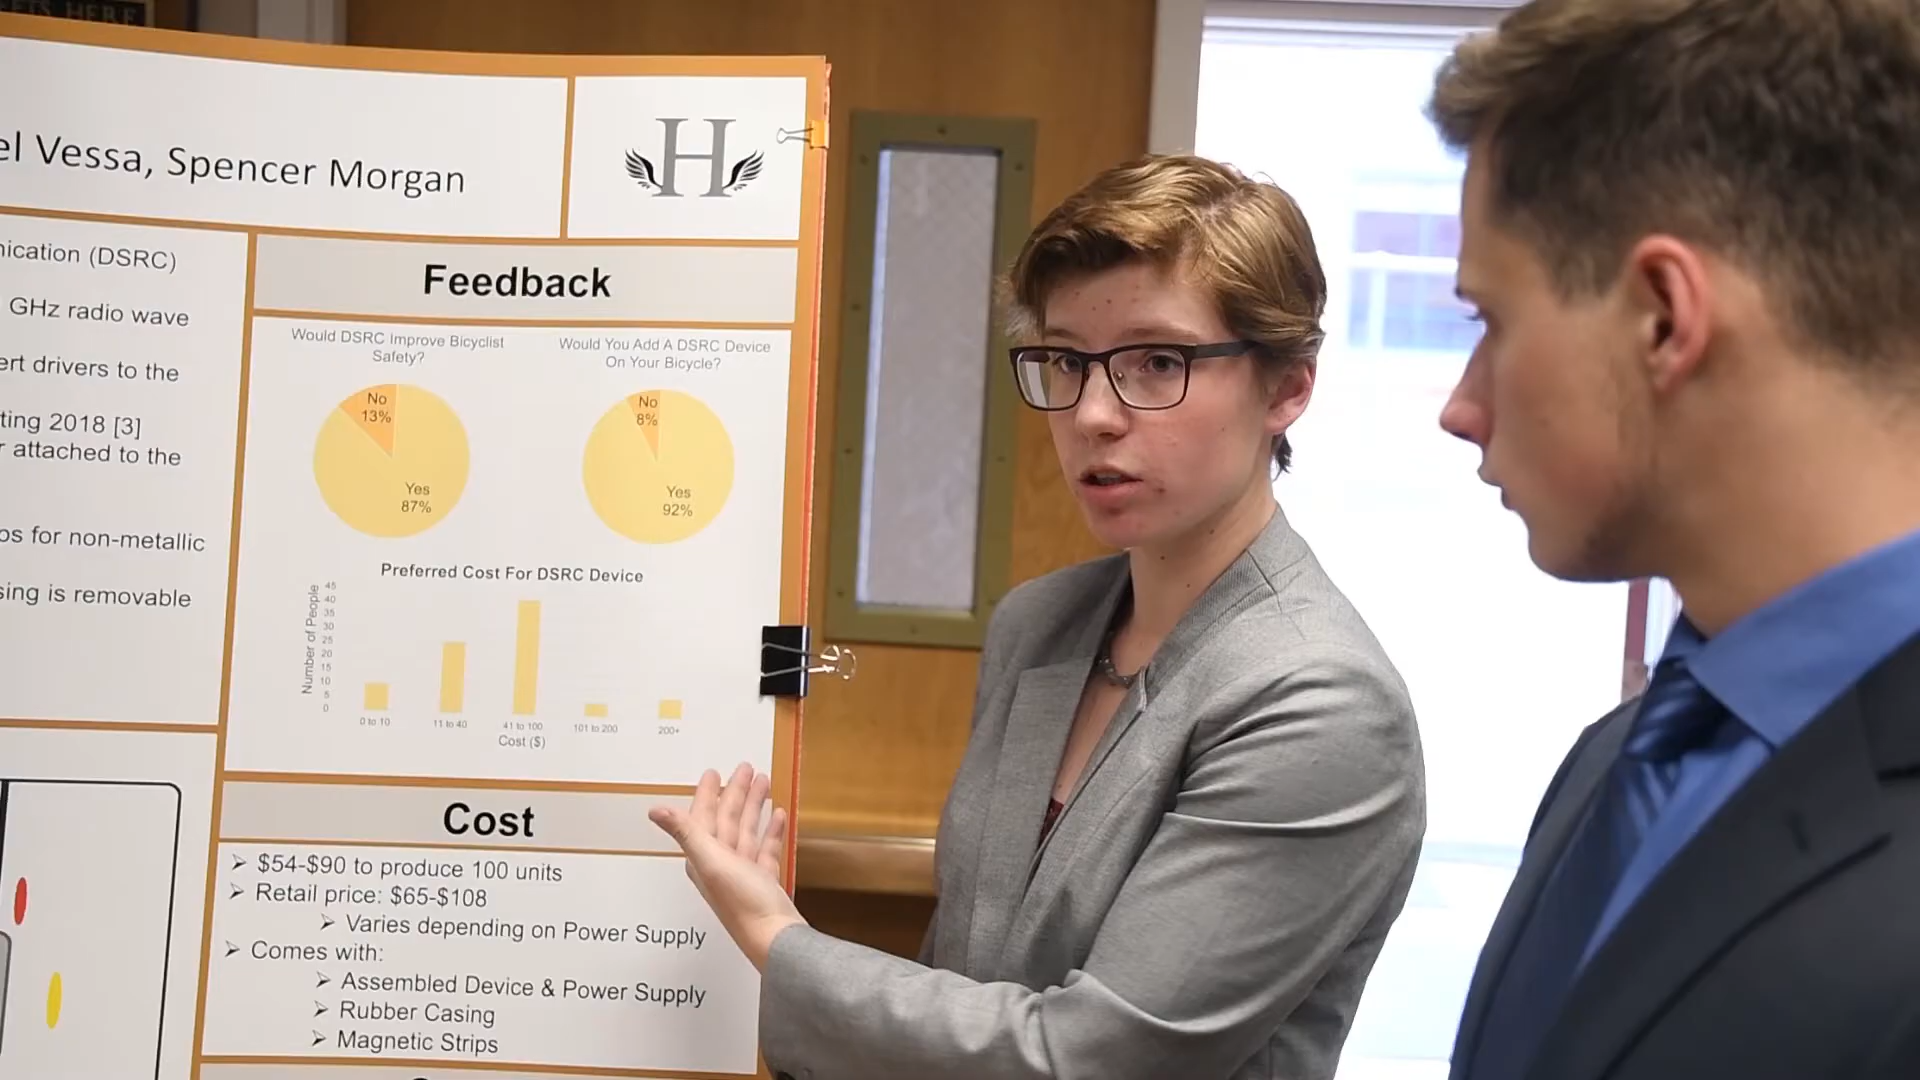 HERE
el Vessa, Spencer Morgan
H
nication (DSRC)
GHz radio wave
ert drivers to the
ting 2018 [3]
r attached to the
os for non-metallic
sing is removable
Feedback
Would DSRC Improve Bicyclist
Safety?
No
13%
Yes
87%
Would You Add A DSRC Device
On Your Bicycle?
No
8%
Yes
92%
Preferred Cost For DSRC Device
Number of People
45
40
35
30
25
20
15
10
5
0
0 to 10
11 to 40
41 to 100
101 to 200
200+
Cost ($)
Cost
➢ $54-$90 to produce 100 units
➢ Retail price: $65-$108
➢ Varies depending on Power Supply
➢ Comes with:
➢ Assembled Device & Power Supply
➢ Rubber Casing
➢ Magnetic Strips